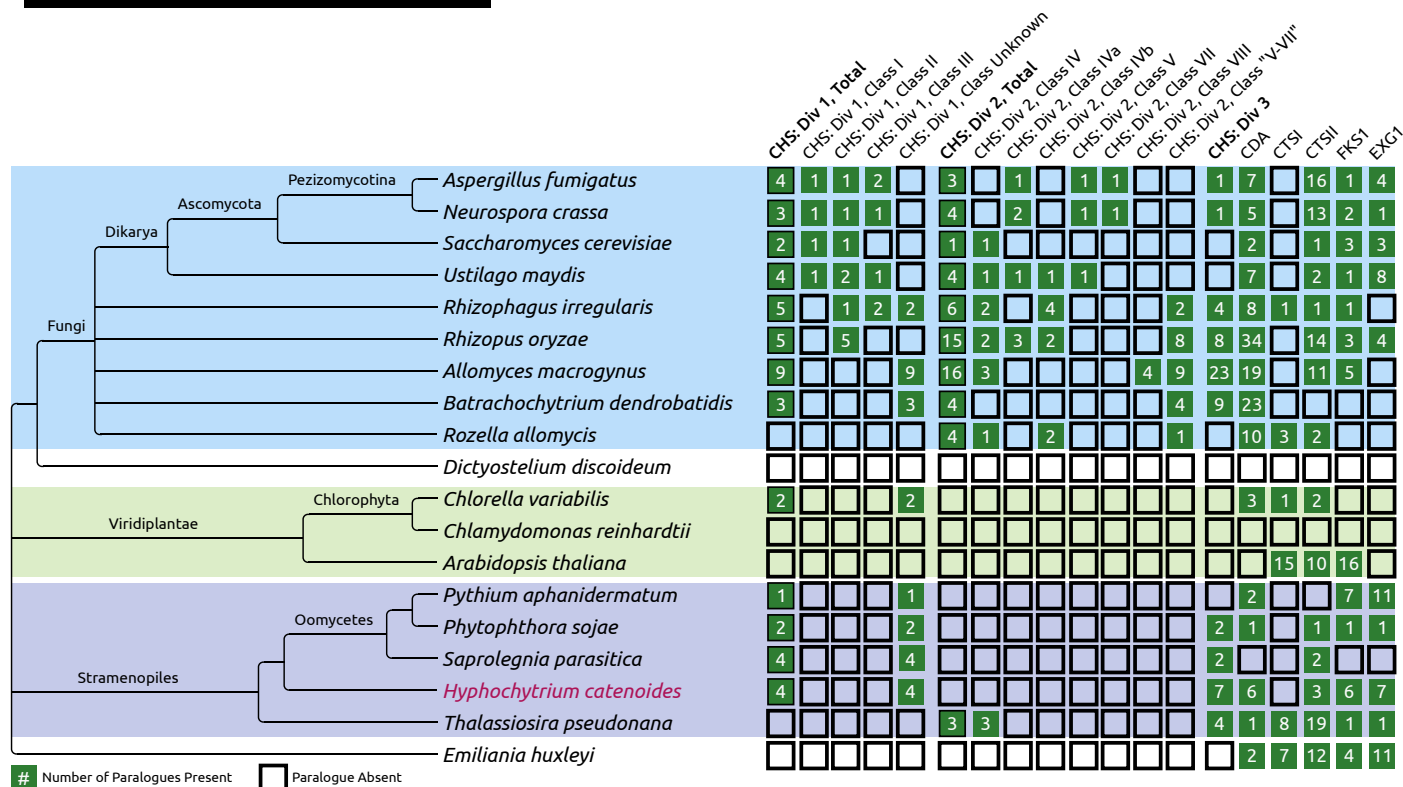 CHS: Div 1, Total
CHS: Div 1, Class I
CHS: Div 1, Class II
CHS: Div 1, Class III
CHS: Div 1, Class Unknown
CHS: Div 2, Total
CHS: Div 2, Class IV
CHS: Div 2, Class IVa
CHS: Div 2, Class IVb
CHS: Div 2, Class V
CHS: Div 2, Class VII
CHS: Div 2, Class VIII
CHS: Div 2, Class "V-VII"
CHS: Div 3
CDA
CTSI
CTSII
FKS1
EXG1
Pezizomycotina
Aspergillus fumigatus 4 1 1 2 3 1 1 1 1 7 16 1 4
Ascomycota
Neurospora crassa 3 1 1 1 4 2 1 1 1 5 13 2 1
Dikarya
Saccharomyces cerevisiae 2 1 1 1 1 2 1 3 3
Ustilago maydis 4 1 2 1 4 1 1 1 1 7 2 1 8
Rhizophagus irregularis 5 1 2 2 6 2 4 2 4 8 1 1 1
Fungi
Rhizopus oryzae 5 5 15 2 3 2 8 8 34 14 3 4
Allomyces macrogynus 9 9 16 3 4 9 23 19 11 5
Batrachochytrium dendrobatidis 3 3 4 4 9 23
Rozella allomycis 4 1 2 1 10 3 2
Dictyostelium discoideum
Chlorophyta
Chlorella variabilis 2 2 3 1 2
Viridiplantae
Chlamydomonas reinhardtii
Arabidopsis thaliana 15 10 16
Pythium aphanidermatum 1 1 2 7 11
Oomycetes
Phytophthora sojae 2 2 2 1 1 1 1
Saprolegnia parasitica 4 4 2 2
Stramenopiles
Hyphochytrium catenoides 4 4 7 6 3 6 7
Thalassiosira pseudonana 3 3 4 1 8 19 1 1
Emiliania huxleyi 2 7 12 4 11
# Number of Paralogues Present Paralogue Absent